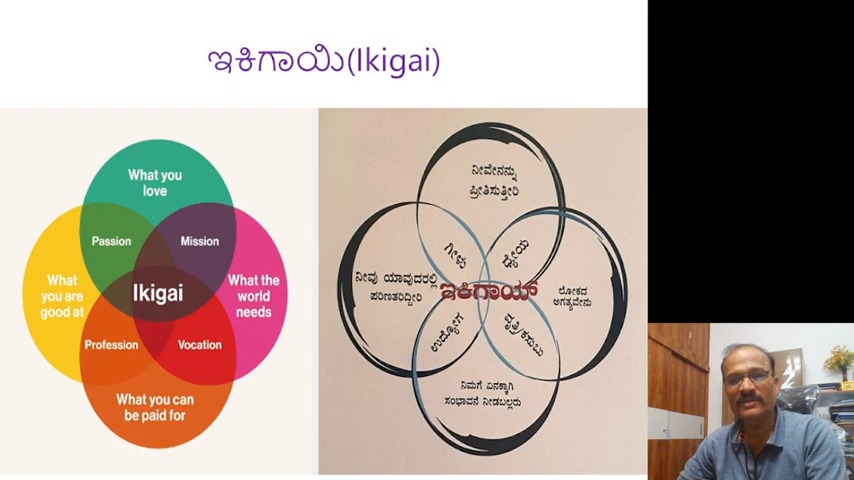 ಇಕಿಗಾಯಿ(Ikigai)
What you
love
Passion
Mission
What
you are
good at
Ikigai
What the
world
needs
Profession
Vocation
What you can
be paid for
ನೀವೇನನ್ನು
ಪ್ರೀತಿಸುತ್ತೀರಿ
ಗೀಳು
ಧ್ಯೇಯ
ನೀವು ಯಾವುದರಲ್ಲಿ
ಪರಿಣತರಿದ್ದೀರಿ
ಇಕಿಗಾಯ್
ಲೋಕದ
ಅಗತ್ಯವೇನು
ಉದ್ಯೋಗ
ವೃತ್ತಿ/ಕಸುಬು
ನಿಮಗೆ ಏನಕ್ಕಾಗಿ
ಸಂಭಾವನೆ ನೀಡಬಲ್ಲರು